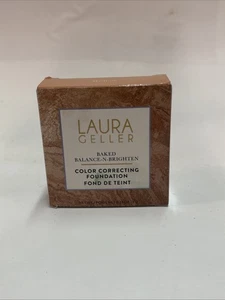 LAURA
GELLER
BAKED
BALANCE-N-BRIGHTEN
COLOR CORRECTING
FOUNDATION
FOND DE TEINT